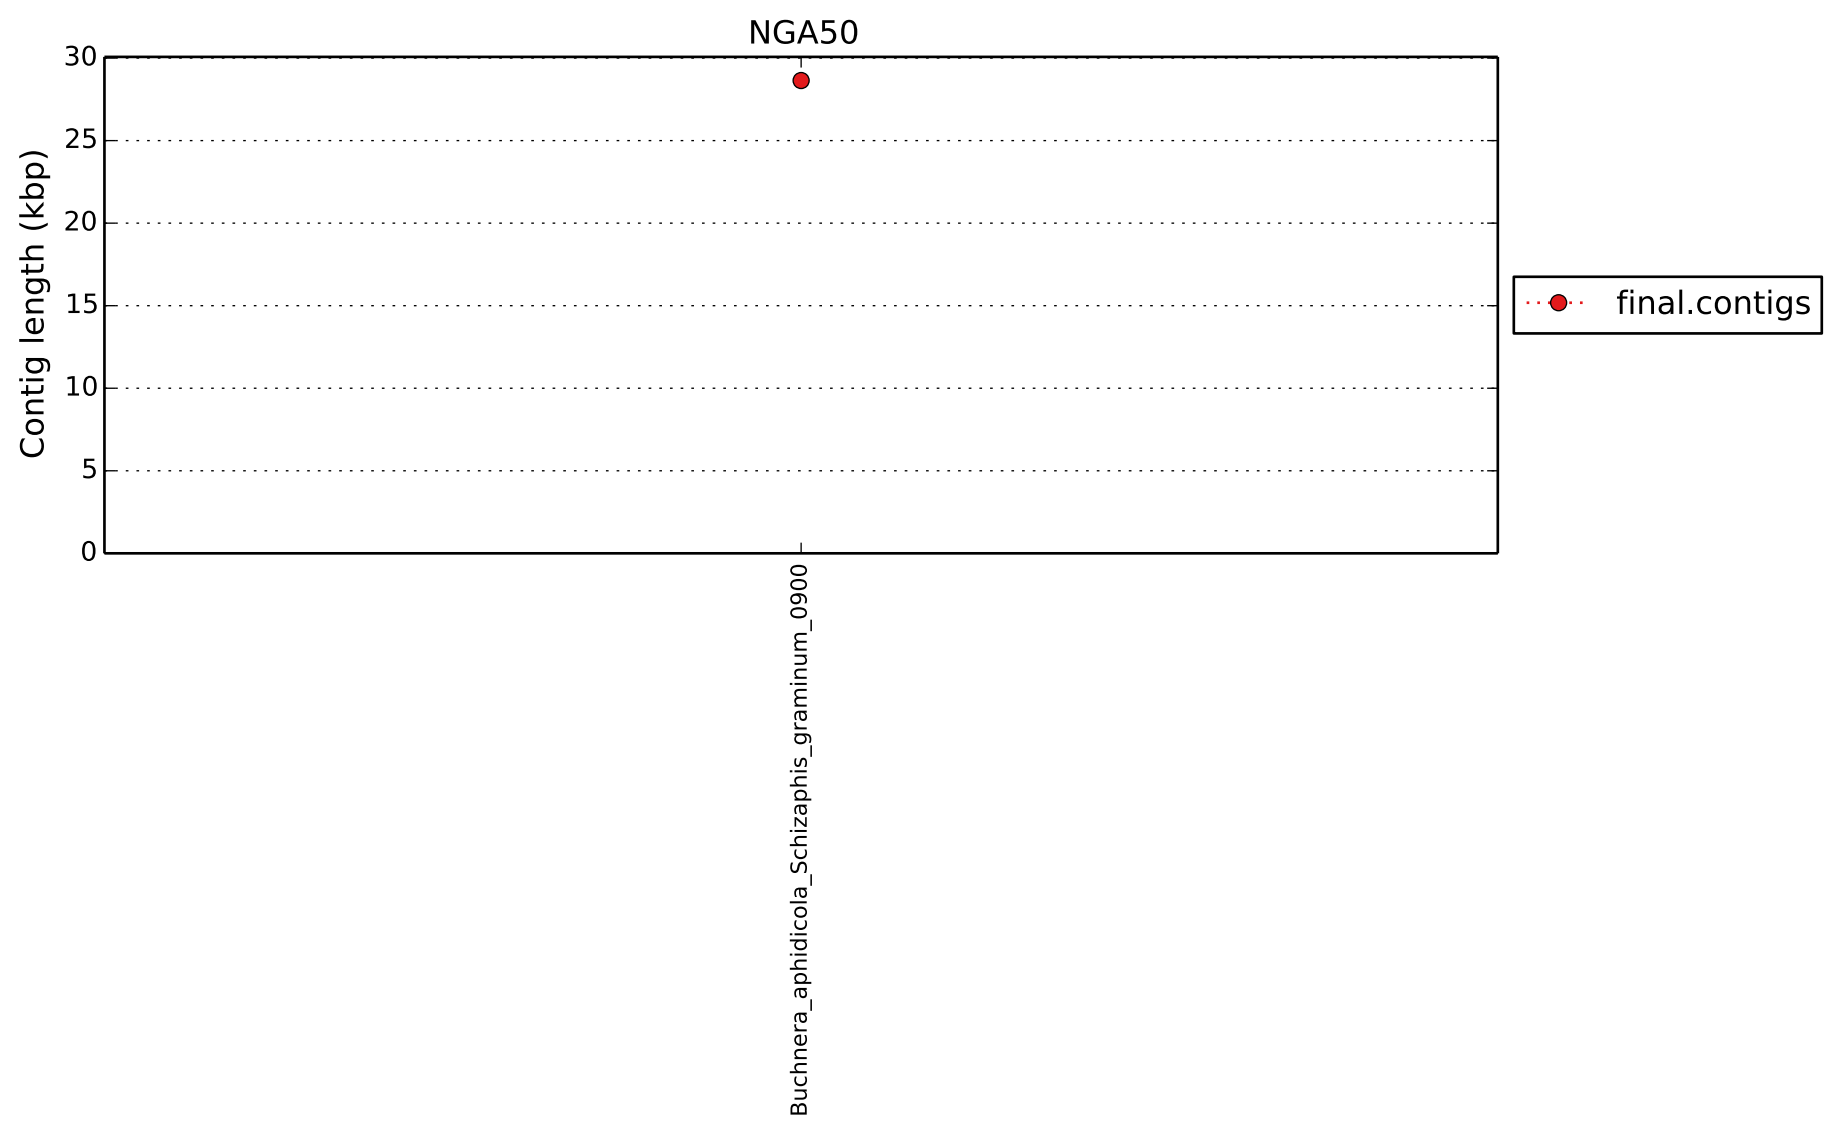 NGA50
Contig length (kbp)
30
25
20
15
10
5
0
Buchnera_aphidicola_Schizaphis_graminum_0900
final.contigs